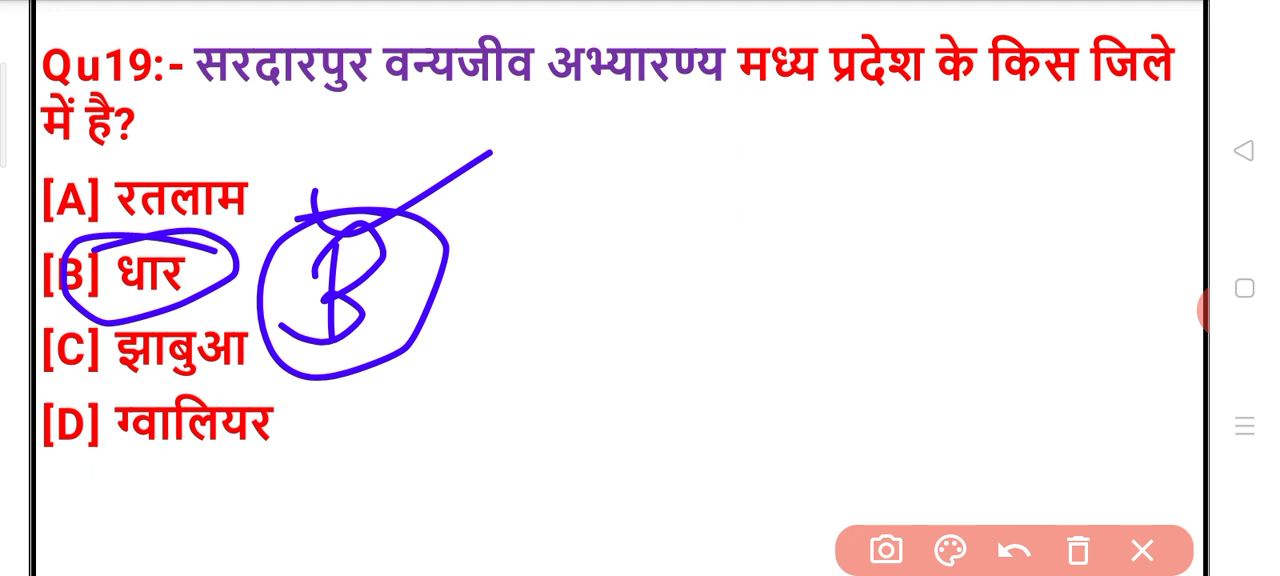 Qu19:- सरदारपुर वन्यजीव अभ्यारण्य मध्य प्रदेश के किस जिले
में है?
[A] रतलाम
[B] धार
B
[C] झाबुआ
[D] ग्वालियर